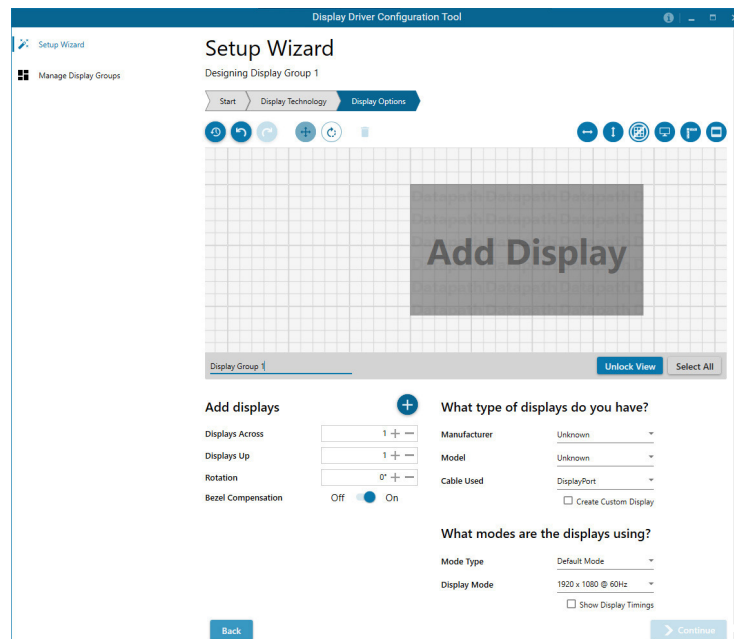 Display Driver Configuration Tool
Setup Wizard
Manage Display Groups
Setup Wizard
Designing Display Group 1
Start
Display Technology
Display Options
Add Display
Display Group 1
Unlock View
Select All
Add displays
Displays Across
1
Displays Up
1
Rotation
0°
Bezel Compensation
Off
On
What type of displays do you have?
Manufacturer
Unknown
Model
Unknown
Cable Used
DisplayPort
Create Custom Display
What modes are the displays using?
Mode Type
Default Mode
Display Mode
1920 x 1080 @ 60Hz
Show Display Timings
Back
Continue